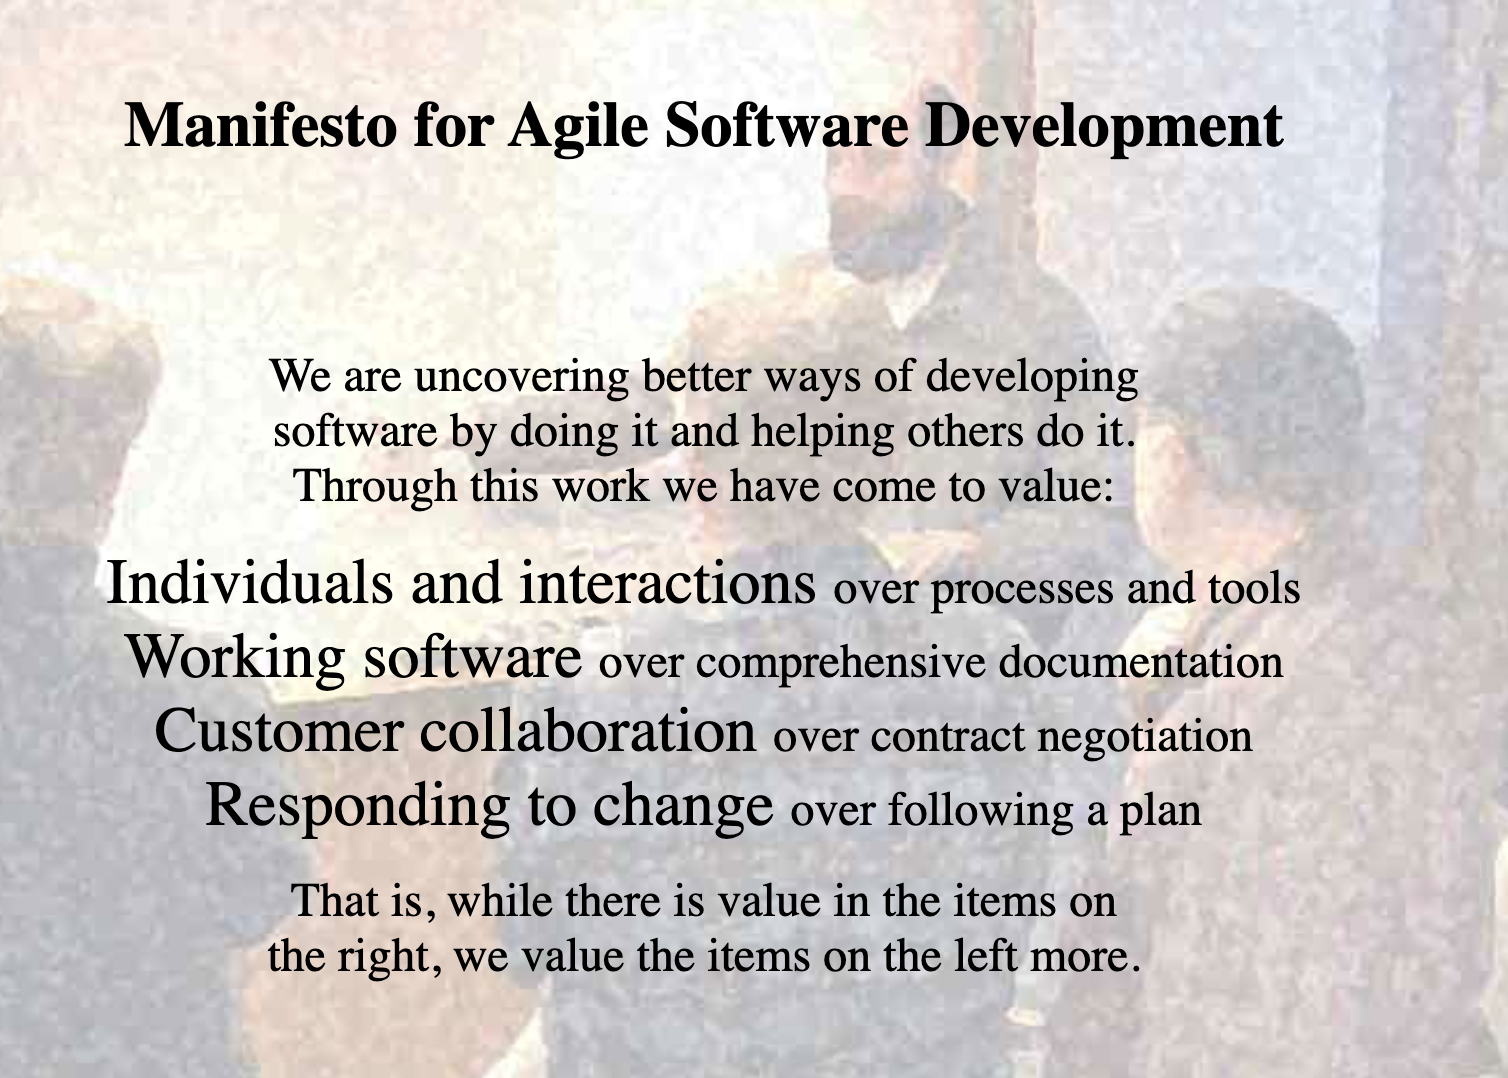 Manifesto for Agile Software Development
We are uncovering better ways of developing
software by doing it and helping others do it.
Through this work we have come to value:
Individuals and interactions over processes and tools
Working software over comprehensive documentation
Customer collaboration over contract negotiation
Responding to change over following a plan
That is, while there is value in the items on
the right, we value the items on the left more.